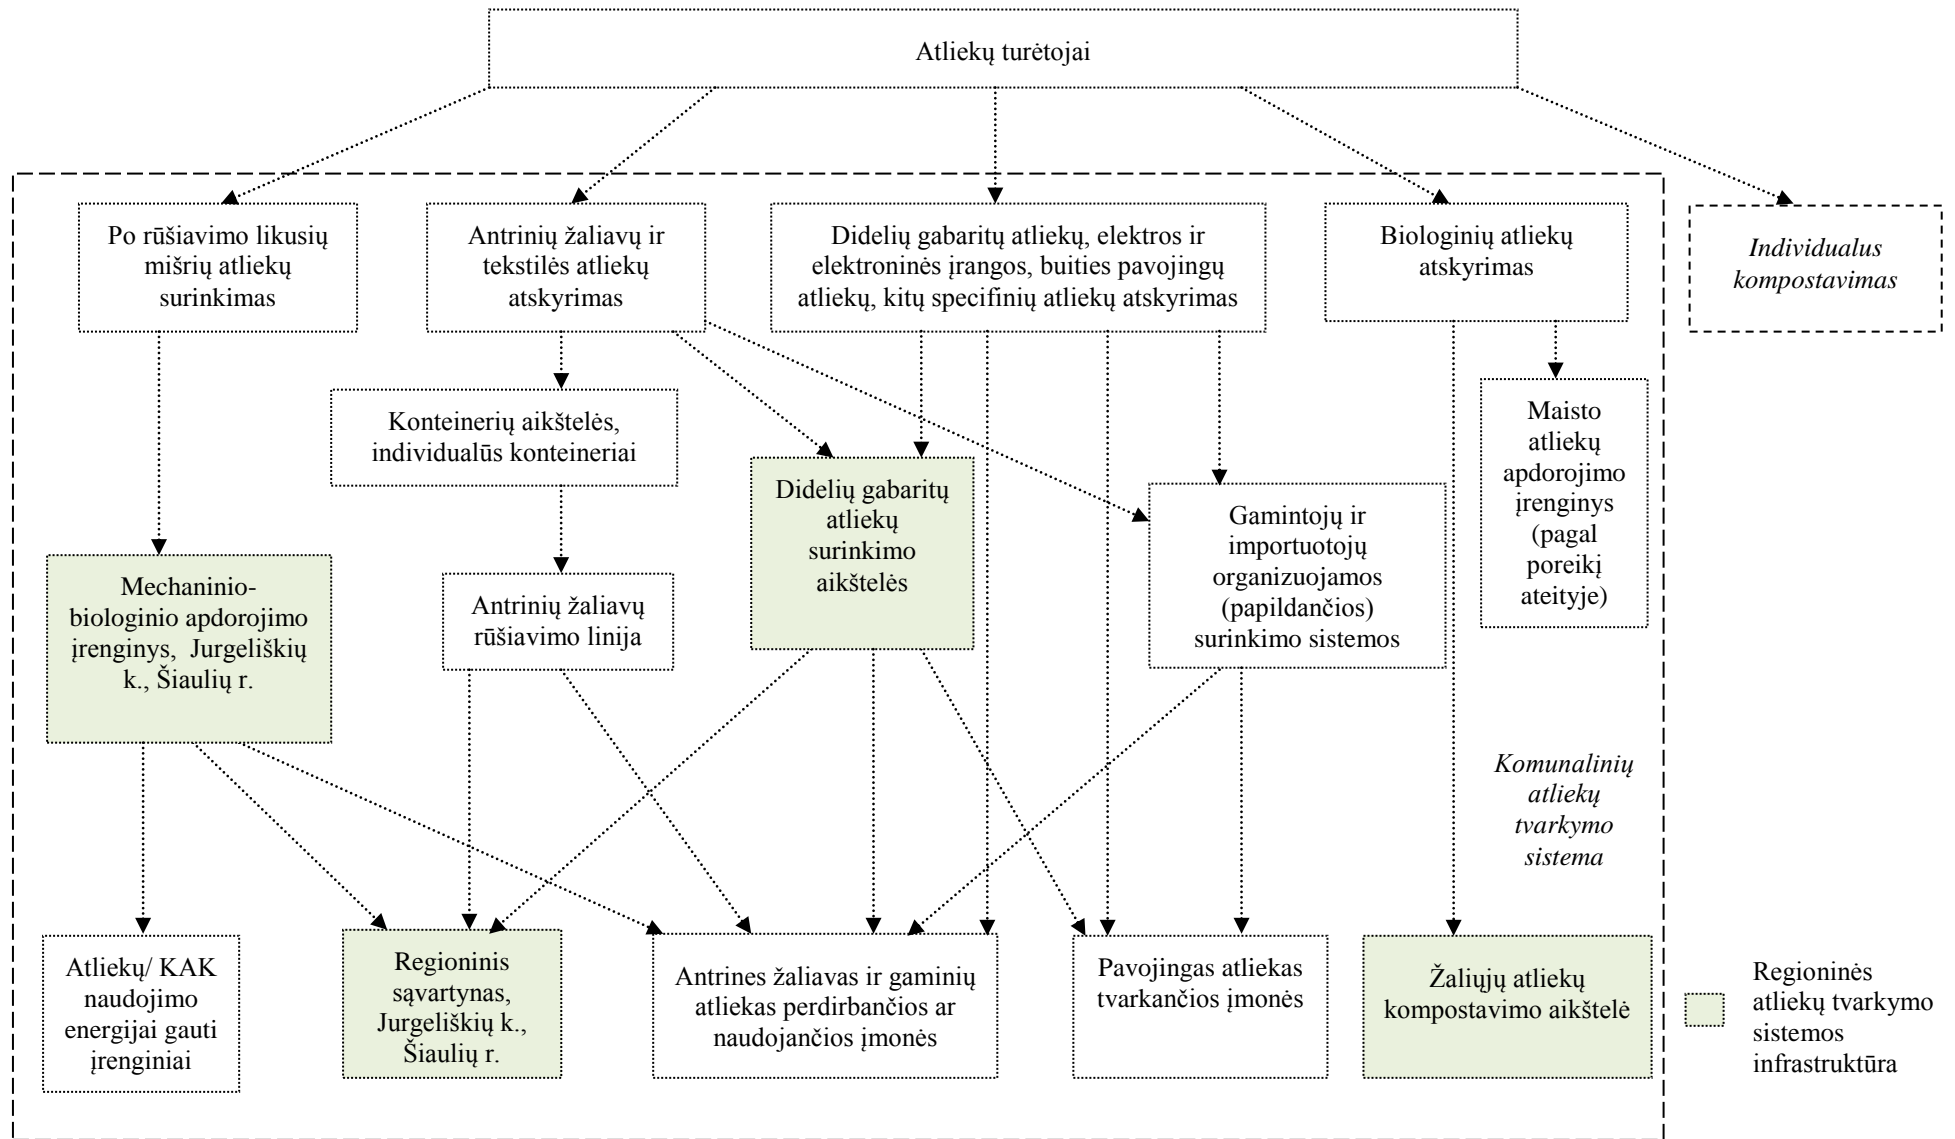 Atliekų turėtojai
Po rūšiavimo likusių
mišrių atliekų
surinkimas
Antrinių žaliavų ir
tekstilės atliekų
atskyrimas
Didelių gabaritų atliekų, elektros ir
elektroninės įrangos, buities pavojingų
atliekų, kitų specifinių atliekų atskyrimas
Biologinių atliekų
atskyrimas
Individualus
kompostavimas
Konteinerių aikštelės,
individualūs konteineriai
Maisto
atliekų
apdorojimo
įrenginys
(pagal
poreikį
ateityje)
Didelių gabaritų
atliekų
surinkimo
aikštelės
Gamintojų ir
importuotojų
organizuojamos
(papildančios)
surinkimo sistemos
Mechaninio-
biologinio apdorojimo
įrenginys, Jurgeliškių
k., Šiaulių r.
Antrinių žaliavų
rūšiavimo linija
Komunalinių
atliekų
tvarkymo
sistema
Atliekų/ KAK
naudojimo
energijai gauti
įrenginiai
Regioninis
sąvartynas,
Jurgeliškių k.,
Šiaulių r.
Antrines žaliavas ir gaminių
atliekas perdirbančios ar
naudojančios įmonės
Pavojingas atliekas
tvarkančios įmonės
Žaliųjų atliekų
kompostavimo aikštelė
Regioninės
atliekų tvarkymo
sistemos
infrastruktūra